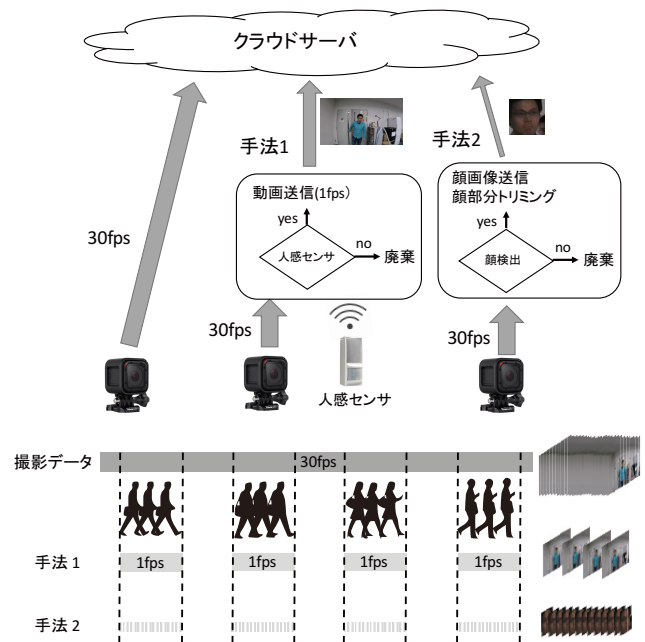 クラウドサーバ
手法1
手法2
動画送信(1fps)
yes
人感センサ
no
廃棄
顔画像送信
顔部分トリミング
yes
顔検出
no
廃棄
30fps
30fps
30fps
人感センサ
撮影データ
30fps
手法 1
1fps
1fps
1fps
1fps
手法 2